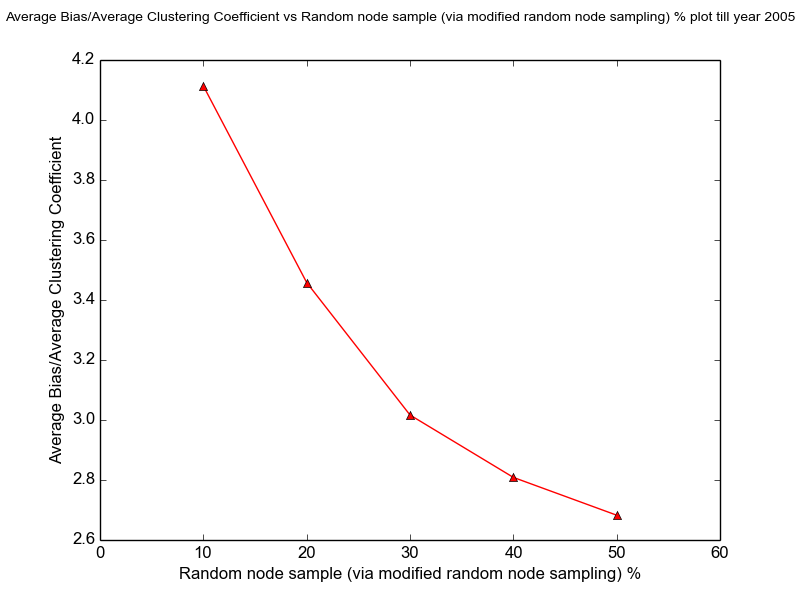 Average Bias/Average Clustering Coefficient vs Random node sample (via modified random node sampling) % plot till year 2005
4.2
4.0
3.8
3.6
3.4
3.2
3.0
2.8
2.6
Average Bias/Average Clustering Coefficient
0 10 20 30 40 50 60
Random node sample (via modified random node sampling) %